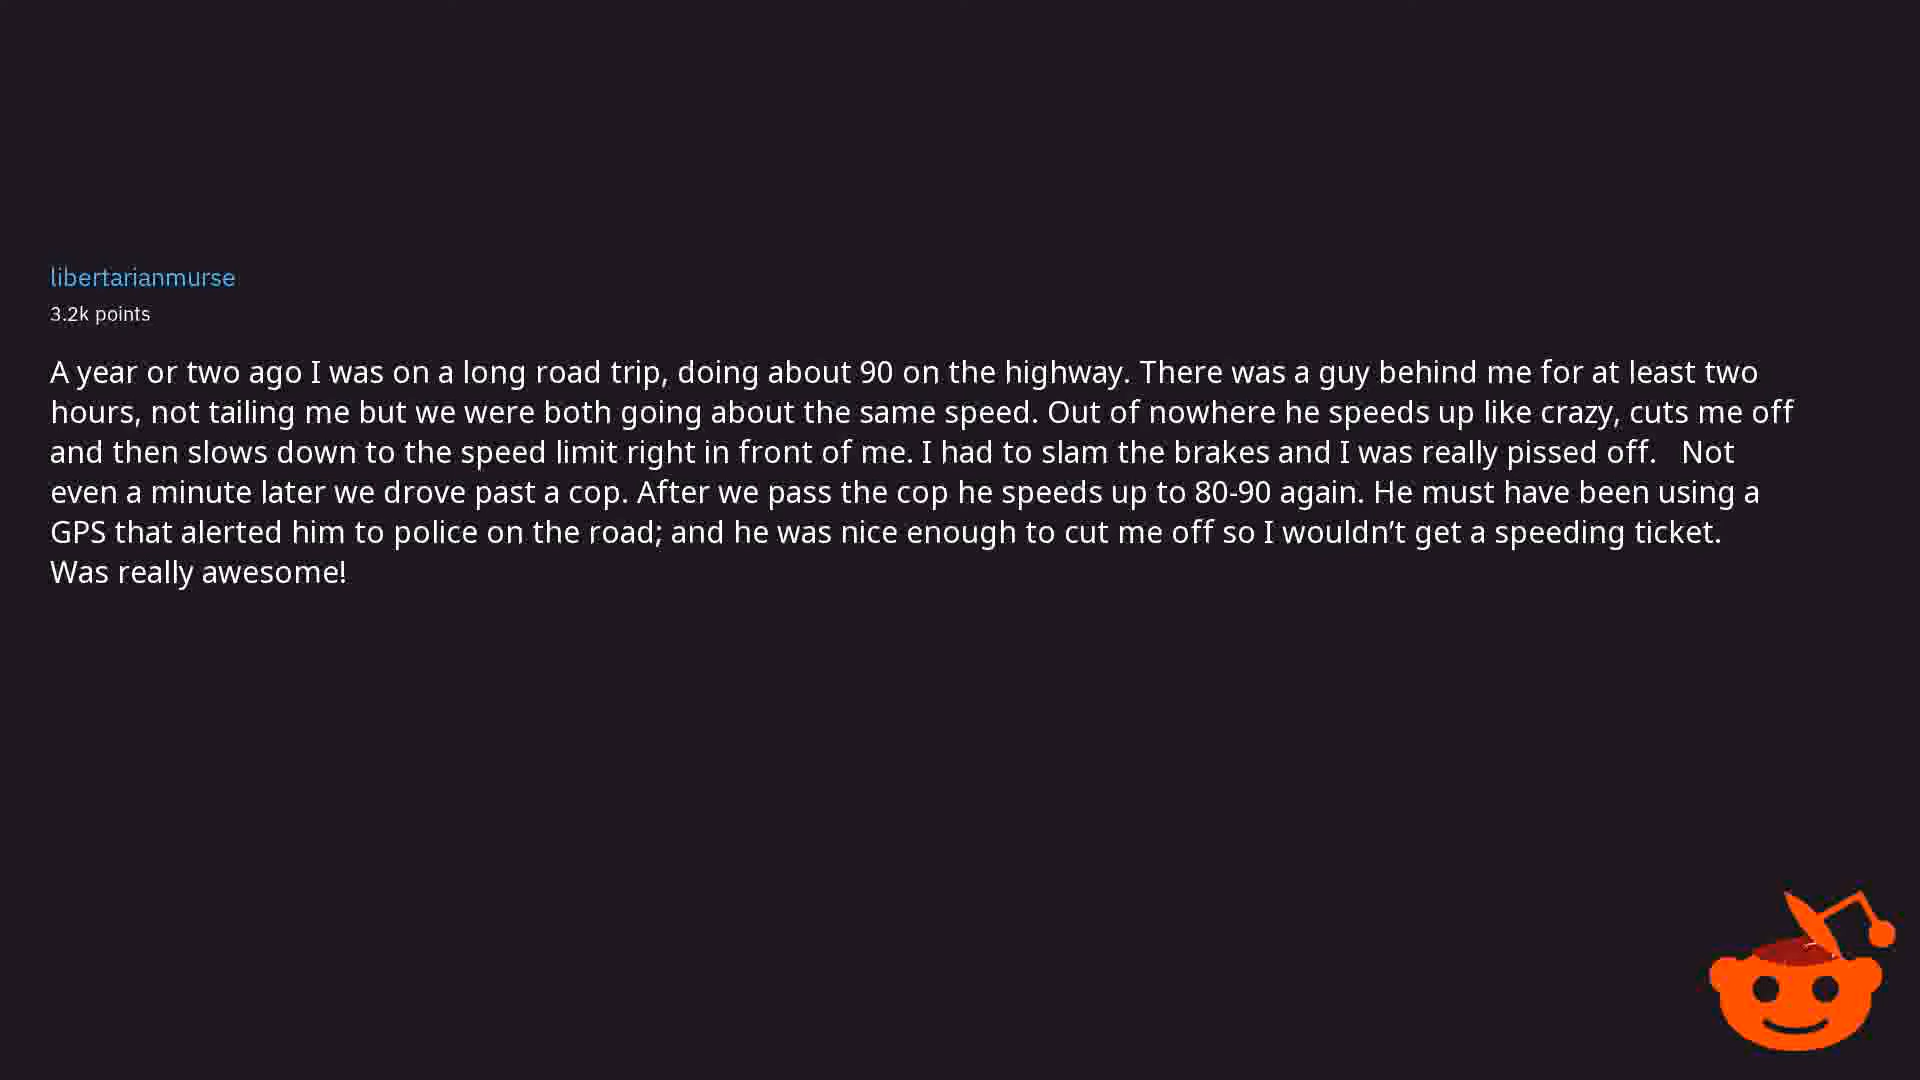 libertarianmurse
3.2k points
A year or two ago I was on a long road trip, doing about 90 on the highway. There was a guy behind me for at least two
hours, not tailing me but we were both going about the same speed. Out of nowhere he speeds up like crazy, cuts me off
and then slows down to the speed limit right in front of me. I had to slam the brakes and I was really pissed off.   Not
even a minute later we drove past a cop. After we pass the cop he speeds up to 80-90 again. He must have been using a
GPS that alerted him to police on the road; and he was nice enough to cut me off so I wouldn’t get a speeding ticket.
Was really awesome!